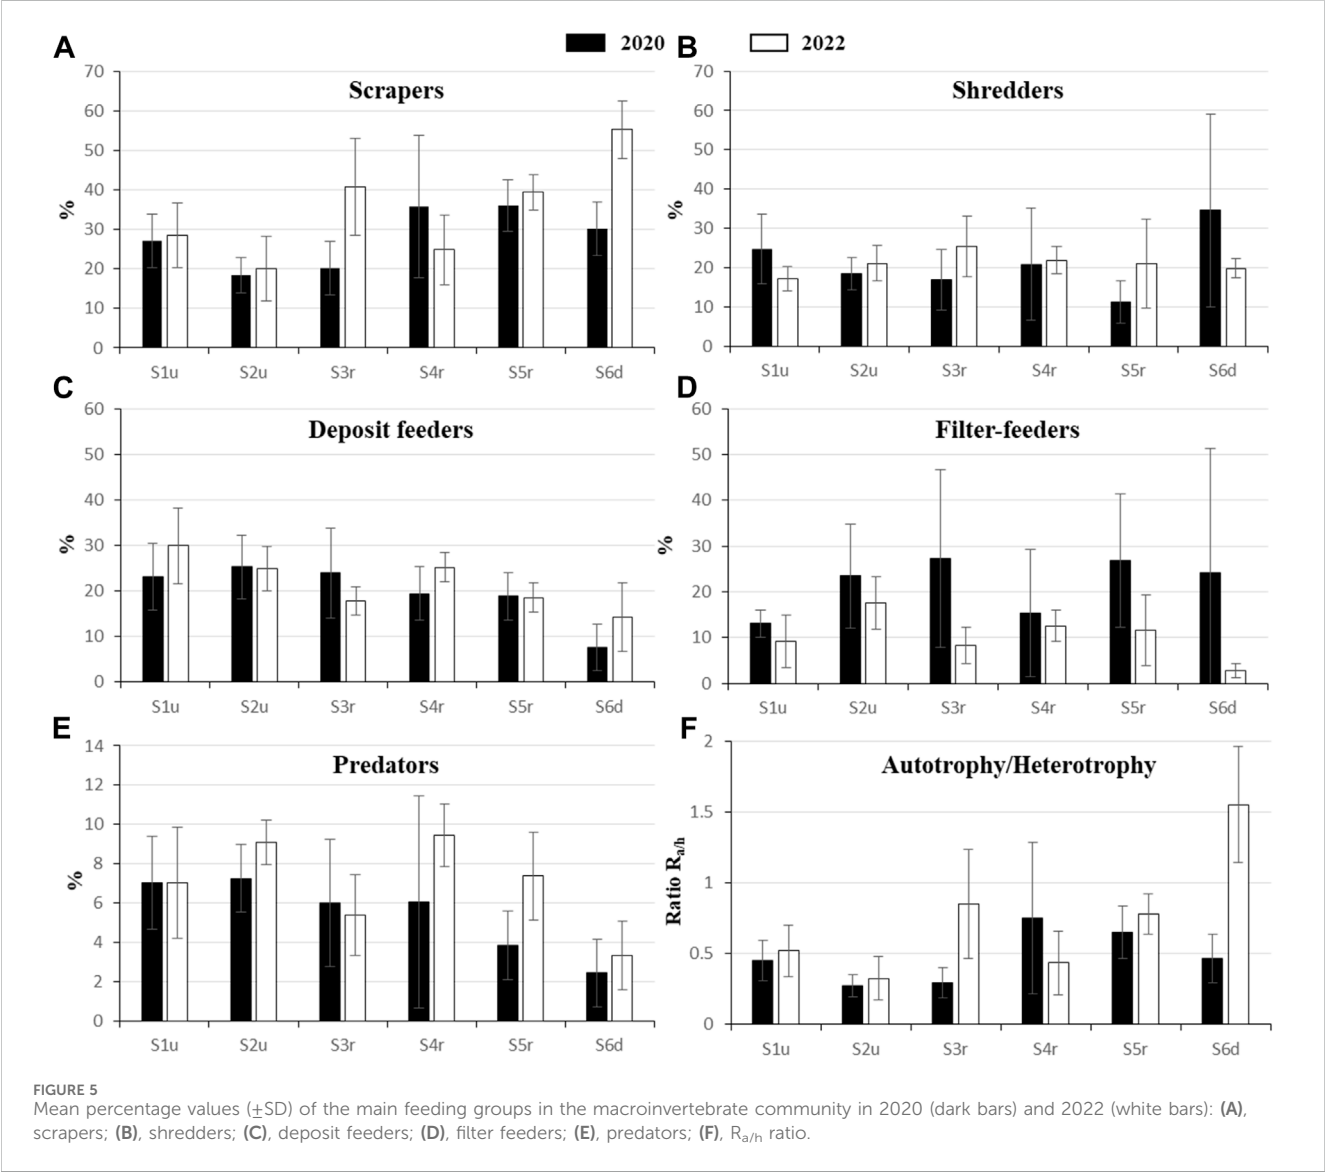 A
2020
2022
B
Scrapers
70
60
50
40
30
20
10
0
%
S1u S2u S3r S4r S5r S6d
Shredders
70
60
50
40
30
20
10
0
%
S1u S2u S3r S4r S5r S6d
C
Deposit feeders
60
50
40
30
20
10
0
%
S1u S2u S3r S4r S5r S6d
D
Filter-feeders
60
50
40
30
20
10
0
%
S1u S2u S3r S4r S5r S6d
E
Predators
14
12
10
8
6
4
2
0
%
S1u S2u S3r S4r S5r S6d
F
Autotrophy/Heterotrophy
2
1.5
1
0.5
0
Ratio Ra/h
S1u S2u S3r S4r S5r S6d
FIGURE 5
Mean percentage values (±SD) of the main feeding groups in the macroinvertebrate community in 2020 (dark bars) and 2022 (white bars): (A),
scrapers; (B), shredders; (C), deposit feeders; (D), filter feeders; (E), predators; (F), Ra/h ratio.